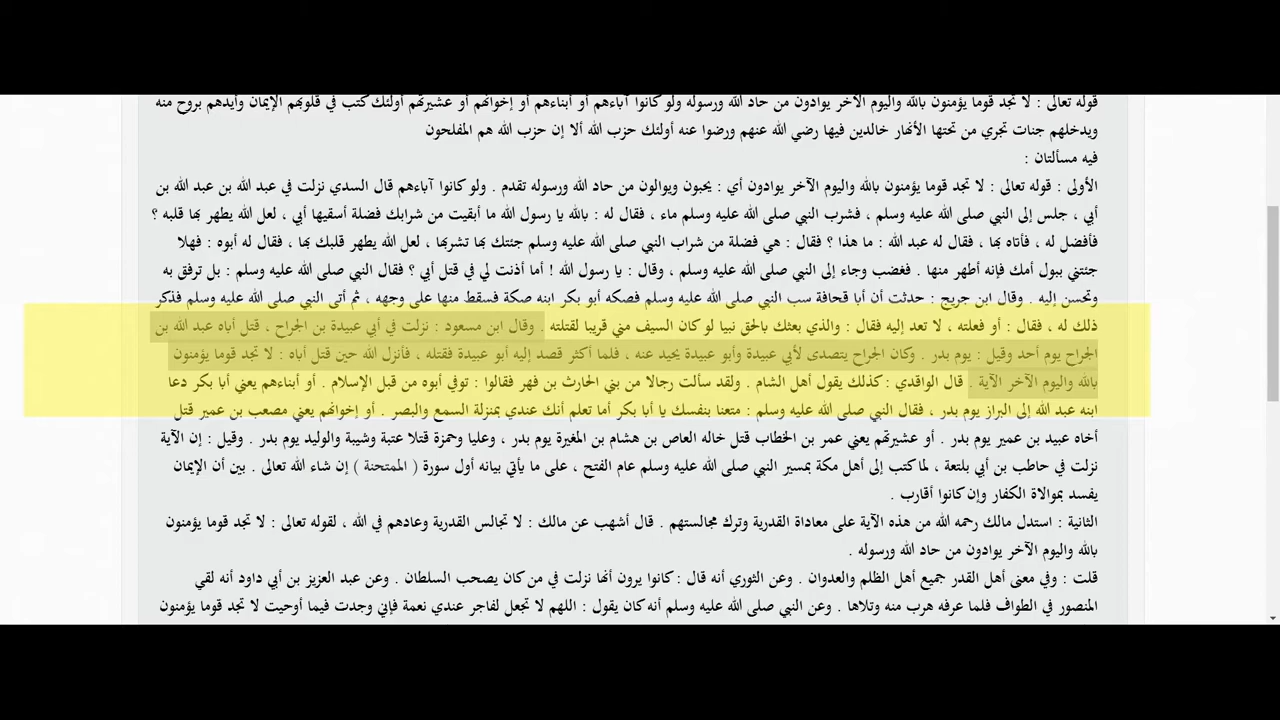 قوله تعالى : لا تجد قوما يؤمنون بالله واليوم الآخر يوادون من حاد الله ورسوله ولو كانوا آباءهم أو أبناءهم أو إخوانهم أو عشيرتهم أولئك كتب في قلوبهم الإيمان وأيدهم بروح منه
ويدخلهم جنات تجري من تحتها الأنهار خالدين فيها رضي الله عنهم ورضوا عنه أولئك حزب الله ألا إن حزب الله هم المفلحون
فيه مسألتان :
الأولى : قوله تعالى : لا تجد قوما يؤمنون بالله واليوم الآخر يوادون أي : يحبون ويوالون من حاد الله ورسوله تقدم . ولو كانوا آباءهم قال السدي نزلت في عبد الله بن عبد الله بن
أبي ، جلس إلى النبي صلى الله عليه وسلم ، فشرب النبي صلى الله عليه وسلم ماء ، فقال له : بالله يا رسول الله ما أبقيت من شرابك فضلة أسقيها أبي ، لعل الله يطهر بها قلبه ؟
فأفضل له ، فأتاه بها ، فقال له عبد الله : ما هذا ؟ فقال : هي فضلة من شراب النبي صلى الله عليه وسلم جئتك بها تشربها ، لعل الله يطهر قلبك بها ، فقال له أبوه : فهلا
جئتني ببول أمك فإنه أطهر منها . فغضب وجاء إلى النبي صلى الله عليه وسلم ، وقال : يا رسول الله ! أما أذنت لي في قتل أبي ؟ فقال النبي صلى الله عليه وسلم : بل ترفق به
وتحسن إليه . وقال ابن جريج : حدثت أن أبا قحافة سب النبي صلى الله عليه وسلم فصكه أبو بكر ابنه صكة فسقط منها على وجهه ، ثم أتى النبي صلى الله عليه وسلم فذكر
ذلك له ، فقال : أو فعلته ، لا تعد إليه فقال : والذي بعثك بالحق نبيا لو كان السيف مني قريبا لقتلته . وقال ابن مسعود : نزلت في أبي عبيدة بن الجراح ، قتل أباه عبد الله بن
الجراح يوم أحد وقيل : يوم بدر . وكان الجراح يتصدى لأبي عبيدة وأبو عبيدة يحيد عنه ، فلما أكثر قصد إليه أبو عبيدة فقتله ، فأنزل الله حين قتل أباه : لا تجد قوما يؤمنون
بالله واليوم الآخر الآية . قال الواقدي : كذلك يقول أهل الشام . ولقد سألت رجالا من بني الحارث بن فهر فقالوا : توفي أبوه من قبل الإسلام . أو أبناءهم يعني أبا بكر دعا
ابنه عبد الله إلى البراز يوم بدر ، فقال النبي صلى الله عليه وسلم : متعنا بنفسك يا أبا بكر أما تعلم أنك عندي بمنزلة السمع والبصر . أو إخوانهم يعني مصعب بن عمير قتل
أخاه عبيد بن عمير يوم بدر . أو عشيرتهم يعني عمر بن الخطاب قتل خاله العاص بن هشام بن المغيرة يوم بدر ، وعليا وحمزة قتلا عتبة وشيبة والوليد يوم بدر . وقيل : إن الآية
نزلت في حاطب بن أبي بلتعة ، لما كتب إلى أهل مكة بمسير النبي صلى الله عليه وسلم عام الفتح ، على ما يأتي بيانه أول سورة ( الممتحنة ) إن شاء الله تعالى . بين أن الإيمان
يفسد بموالاة الكفار وإن كانوا أقارب .
الثانية : استدل مالك رحمه الله من هذه الآية على معاداة القدرية وترك مجالستهم . قال أشهب عن مالك : لا تجالس القدرية وعادهم في الله ، لقوله تعالى : لا تجد قوما يؤمنون
بالله واليوم الآخر يوادون من حاد الله ورسوله .
قلت : وفي معنى أهل القدر جميع أهل الظلم والعدوان . وعن الثوري أنه قال : كانوا يرون أنها نزلت في من كان يصحب السلطان . وعن عبد العزيز بن أبي داود أنه لقي
المنصور في الطواف فلما عرفه هرب منه وتلاها . وعن النبي صلى الله عليه وسلم أنه كان يقول : اللهم لا تجعل لفاجر عندي نعمة فإني وجدت فيما أوحيت لا تجد قوما يؤمنون